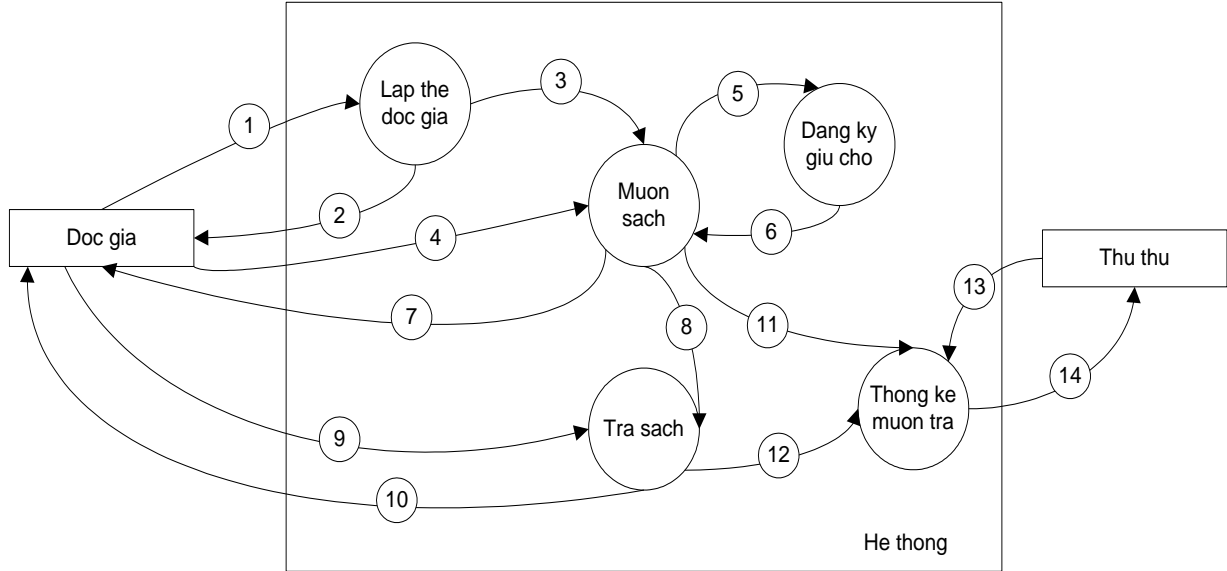 Lap the
doc gia
3
5
1
Dang ky
giu cho
Muon
sach
2
4
6
Doc gia
Thu thu
13
7
8
11
14
Thong ke
muon tra
Tra sach
9
12
10
He thong